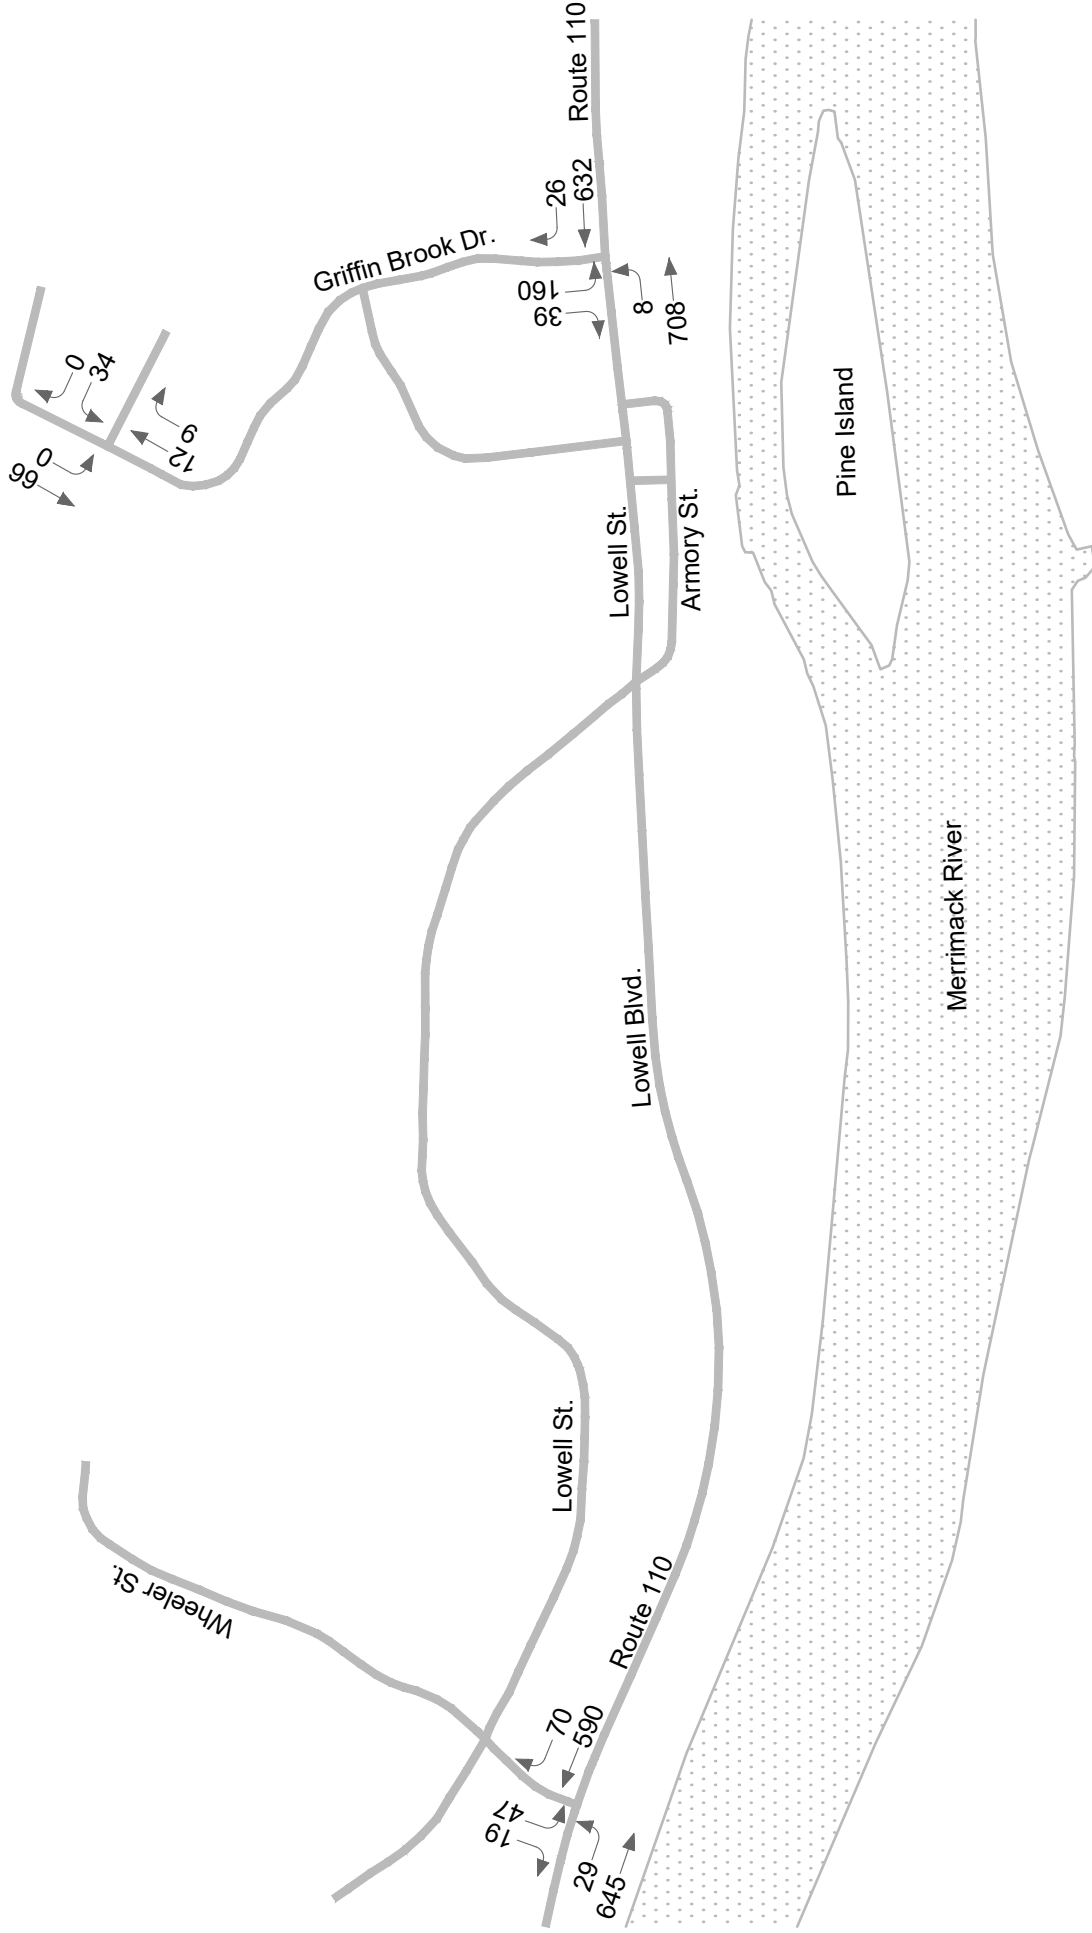 Route 110
632
26
Griffin Brook Dr.
160
39
8
708
0
34
0
66
9
12
Pine Island
Lowell St.
Armory St.
Merrimack River
Lowell Blvd.
Lowell St.
Wheeler St.
Route 110
70
590
47
19
29
645